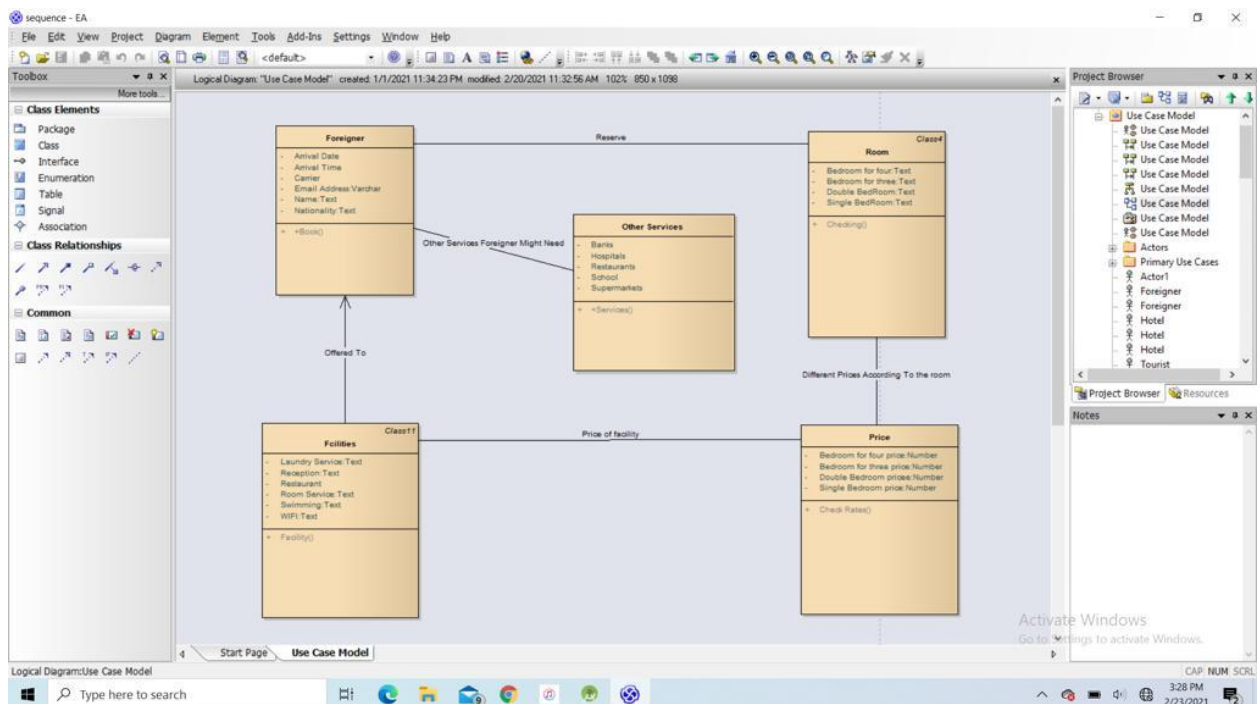 sequence - EA
File Edit View Project Diagram Element Tools Add-Ins Settings Window Help
<default>
Toolbox
More tools...
Class Elements
Package
Class
Interface
Enumeration
Table
Signal
Association
Class Relationships
Common
Logical Diagram: "Use Case Model" created: 1/1/2021 11:34:23 PM modified: 2/20/2021 11:32:56 AM 102% 850 x 1098
Foreigner
- Arrival Date
- Arrival Time
- Carrier
- Email Address:Varchar
- Name:Text
- Nationality:Text
+ +Book()
Reserve
Class4
Room
- Bedroom for four:Text
- Bedroom for three:Text
- Double BedRoom:Text
- Single BedRoom:Text
+ Checking()
Other Services Foreigner Might Need
Other Services
- Banks
- Hospitals
- Restaurants
- School
- Supermarkets
+ +Services()
Offered To
Different Prices According To the room
Class11
Fcilities
- Laundry Service:Text
- Reception:Text
- Restaurant
- Room Service:Text
- Swimming:Text
- WIFI:Text
+ Facility()
Price of facility
Price
- Bedroom for four price:Number
- Bedroom for three price:Number
- Double Bedroom prices:Number
- Single Bedroom price:Number
+ Check Rates()
Start Page
Use Case Model
Project Browser
Use Case Model
Use Case Model
Use Case Model
Use Case Model
Use Case Model
Use Case Model
Use Case Model
Use Case Model
Use Case Model
Actors
Primary Use Cases
Actor1
Foreigner
Foreigner
Hotel
Hotel
Hotel
Tourist
Project Browser
Resources
Notes
Activate Windows
Go to Settings to activate Windows.
Logical Diagram:Use Case Model
CAP NUM SCRL
Type here to search
3:28 PM
2/23/2021